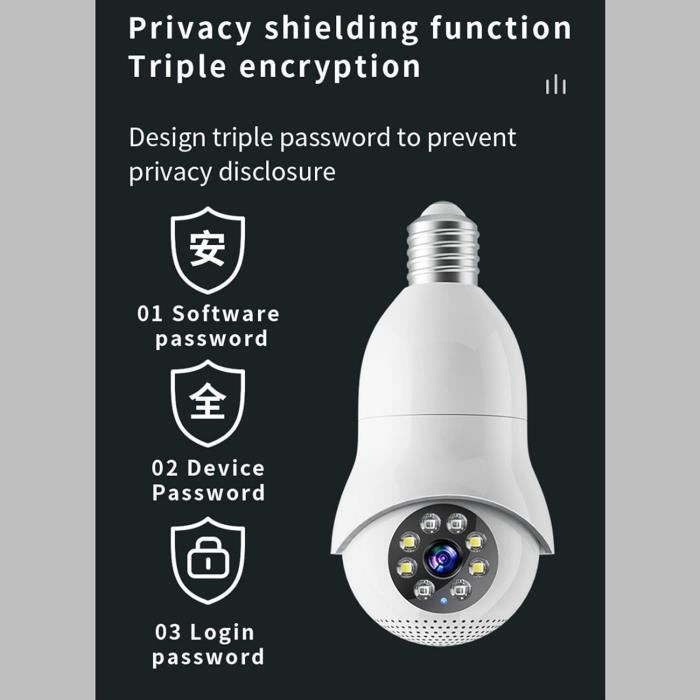 Privacy shielding function
Triple encryption
Design triple password to prevent
privacy disclosure
安
01 Software
password
全
02 Device
Password
03 Login
password